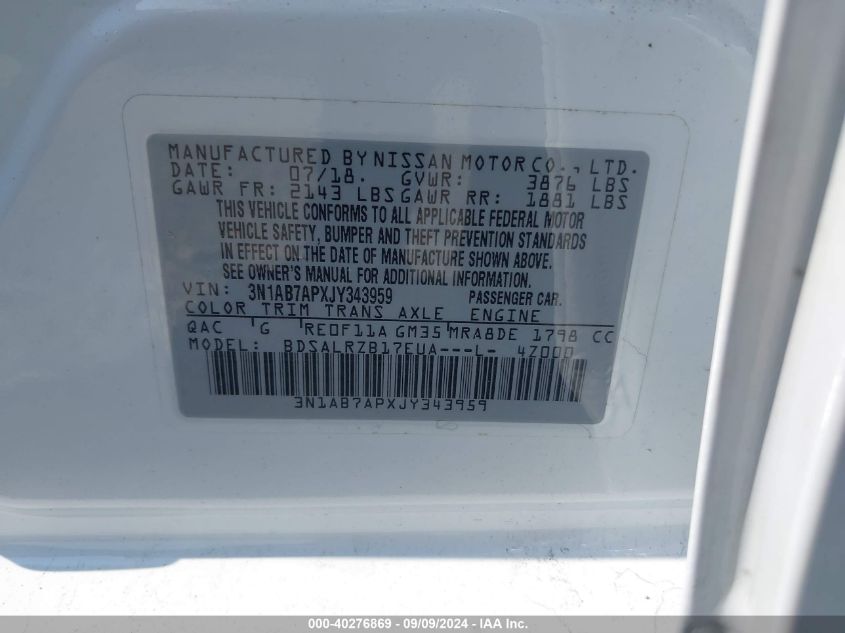 MANUFACTURED BY NISSAN MOTOR CO., LTD.
DATE: 07/18. GVWR: 3876 LBS
GAWR FR: 2143 LBS GAWR RR: 1881 LBS
THIS VEHICLE CONFORMS TO ALL APPLICABLE FEDERAL MOTOR
VEHICLE SAFETY, BUMPER AND THEFT PREVENTION STANDARDS
IN EFFECT ON THE DATE OF MANUFACTURE SHOWN ABOVE.
SEE OWNER'S MANUAL FOR ADDITIONAL INFORMATION.
VIN: 3N1AB7APXJY343959 PASSENGER CAR.
COLOR TRIM TRANS AXLE ENGINE
QAC G RE0F11A GM35 MRA8DE 1798 CC
MODEL: BDSALRZB17EUA---L- 4Z000
3N1AB7APXJY343959
000-40276869 - 09/09/2024 - IAA Inc.